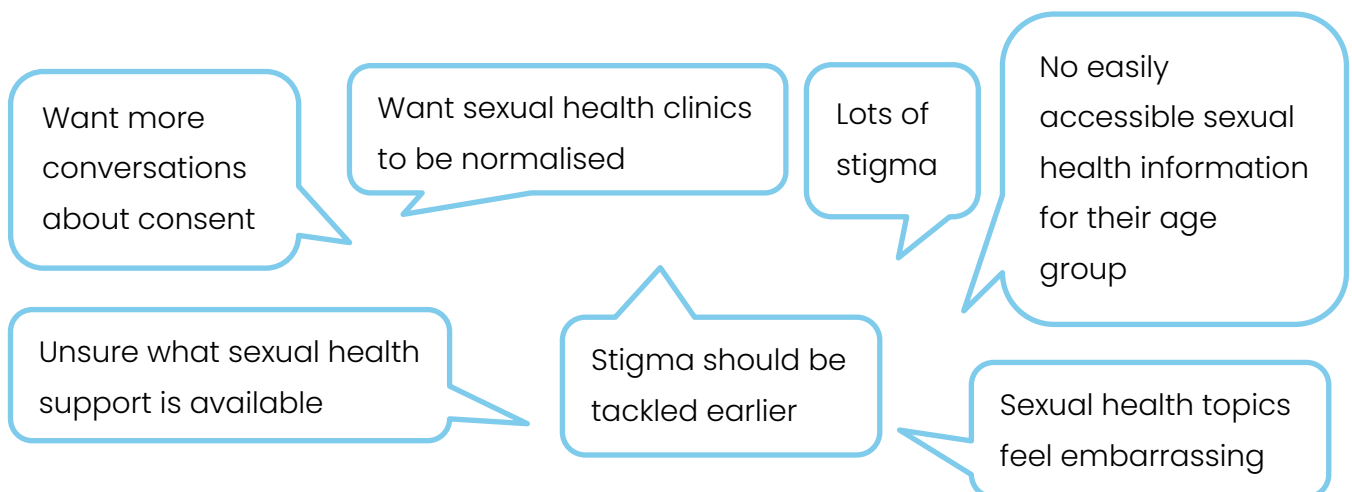 Want more
conversations
about consent
Want sexual health clinics
to be normalised
Lots of
stigma
No easily
accessible sexual
health information
for their age
group
Unsure what sexual health
support is available
Stigma should be
tackled earlier
Sexual health topics
feel embarrassing